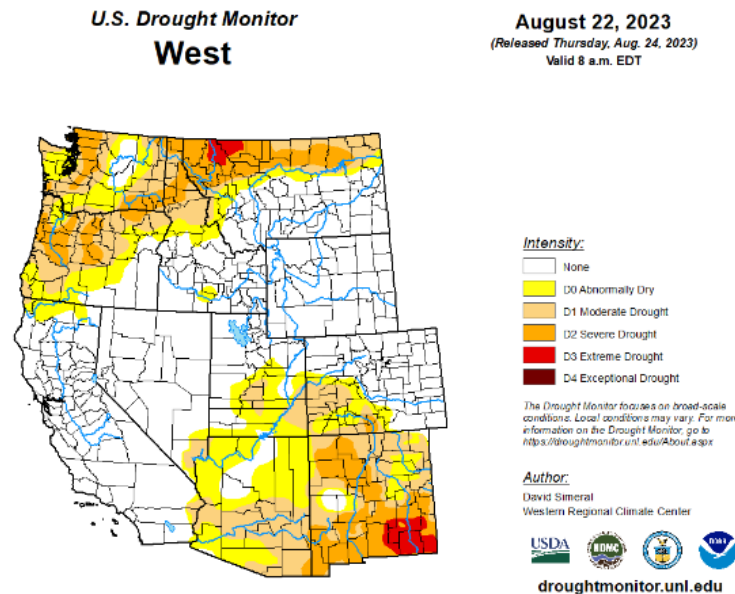 U.S. Drought Monitor
West
August 22, 2023
(Released Thursday, Aug. 24, 2023)
Valid 8 a.m. EDT
Intensity:
None
D0 Abnormally Dry
D1 Moderate Drought
D2 Severe Drought
D3 Extreme Drought
D4 Exceptional Drought
The Drought Monitor focuses on broad-scale
conditions. Local conditions may vary. For more
information on the Drought Monitor, go to
https://droughtmonitor.unl.edu/About.aspx
Author:
David Simeral
Western Regional Climate Center
USDA
NDMC
NOAA
droughtmonitor.unl.edu